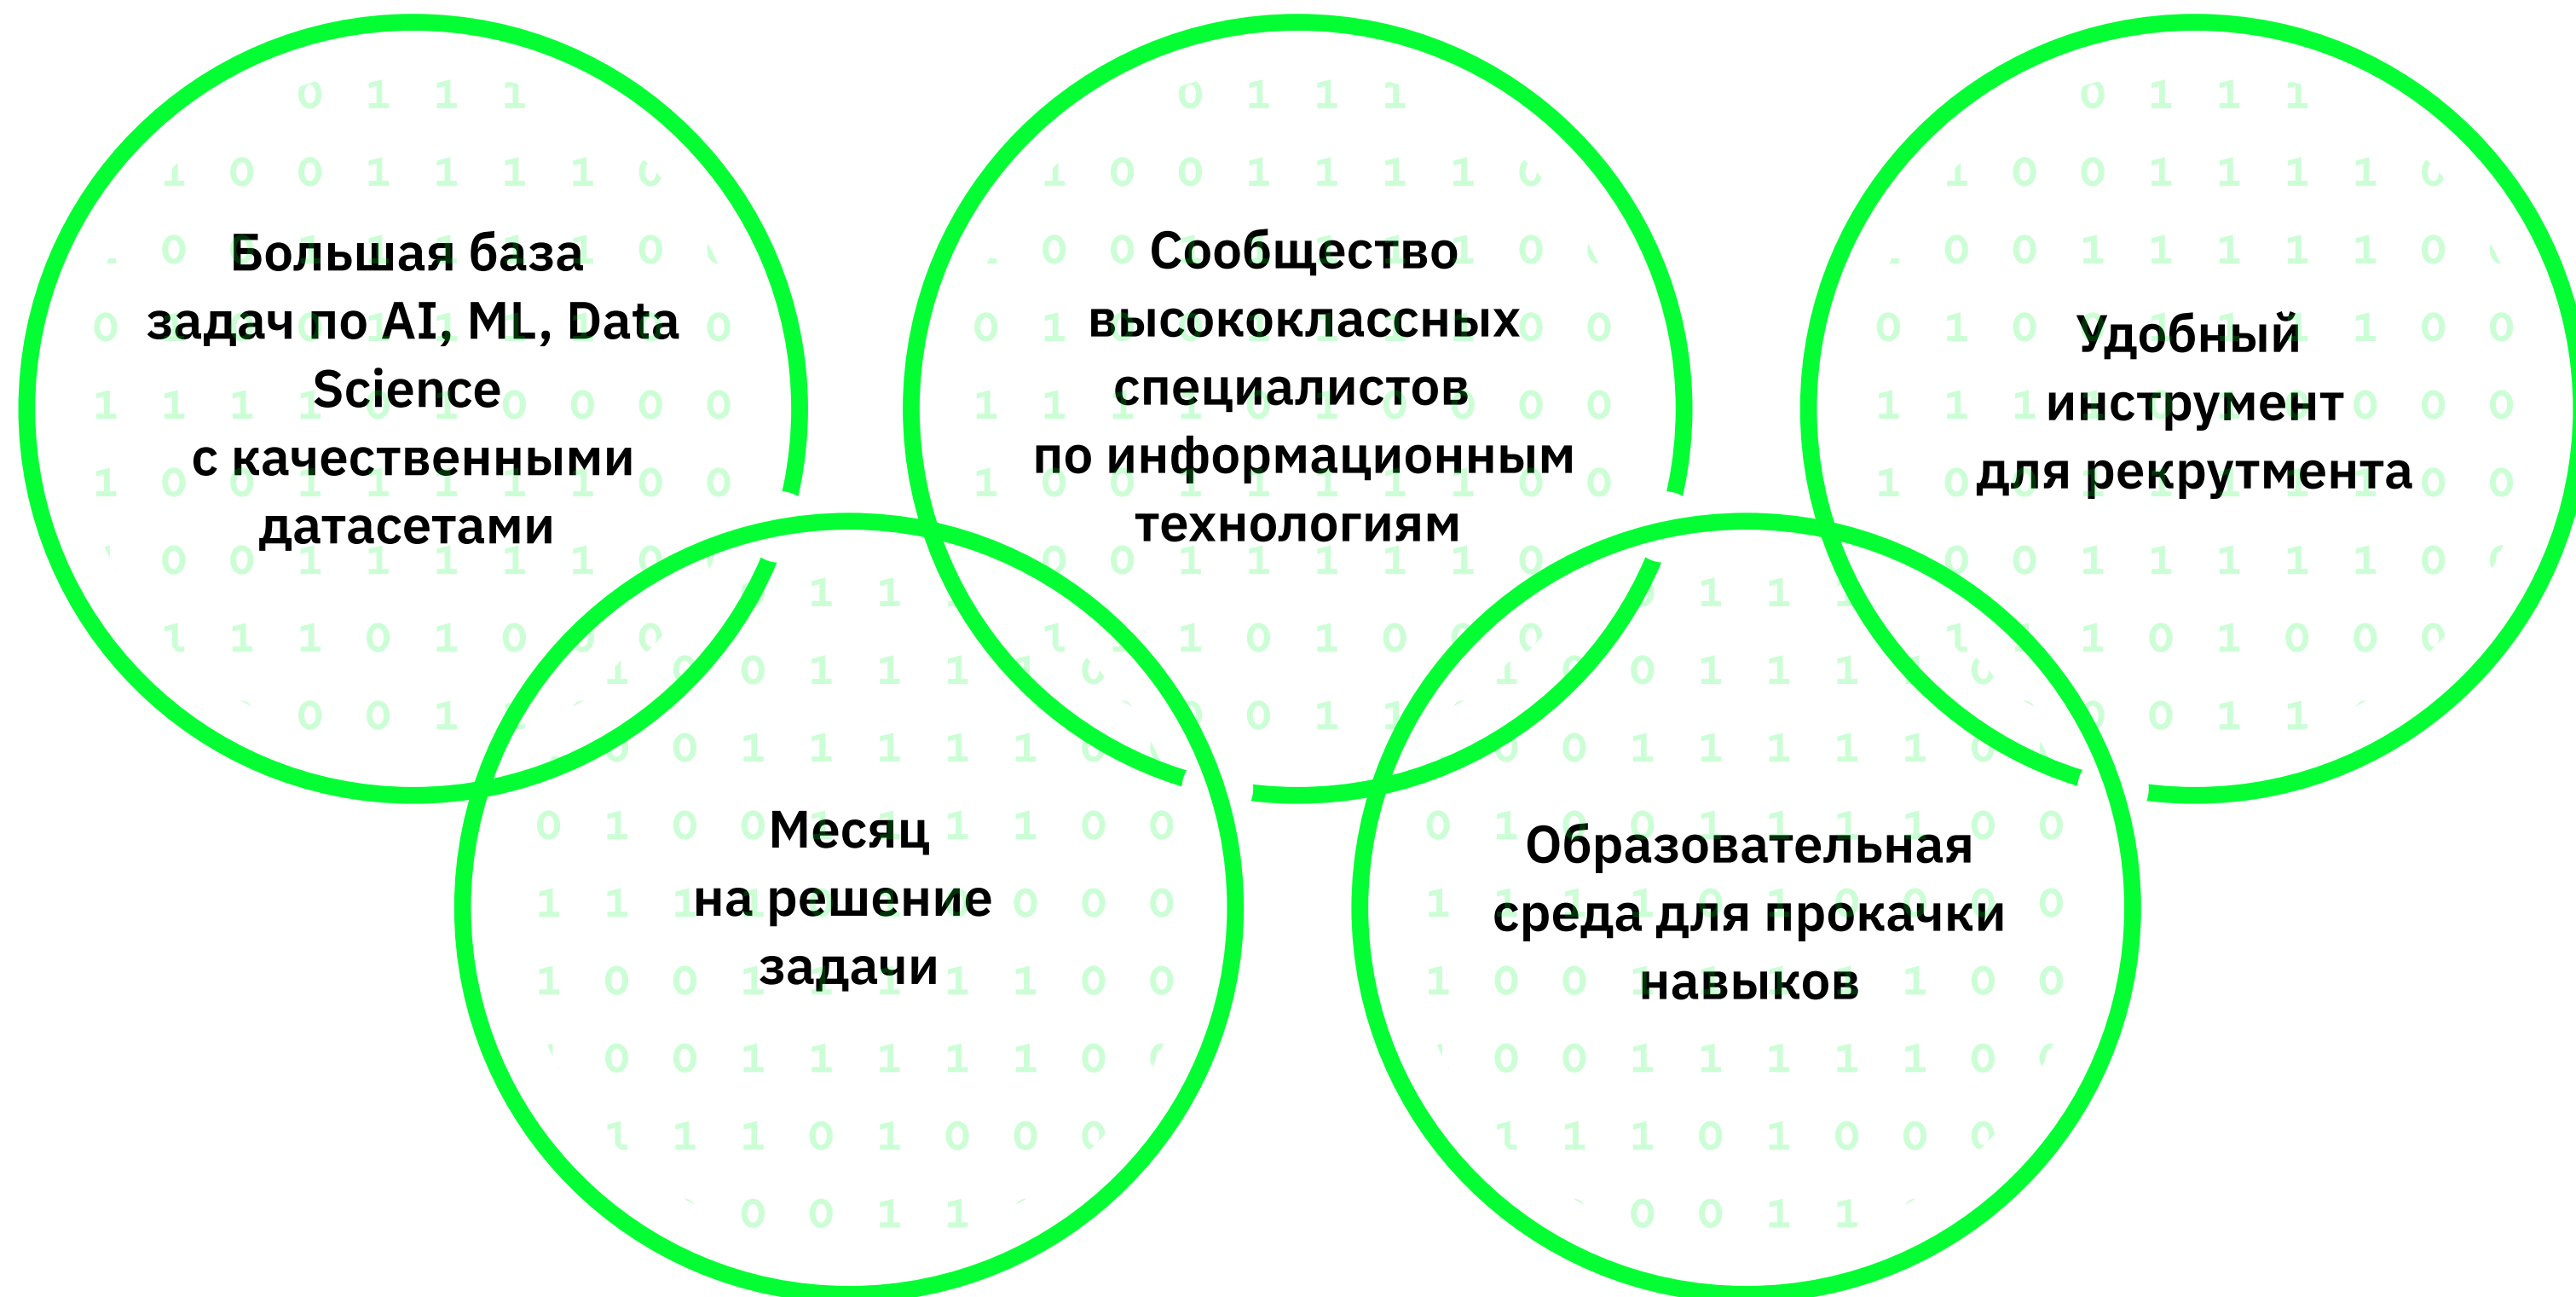 Большая база
задач по AI, ML, Data
Science
с качественными
датасетами
Сообщество
высококлассных
специалистов
по информационным
технологиям
Удобный
инструмент
для рекрутмента
Месяц
на решение
задачи
Образовательная
среда для прокачки
навыков